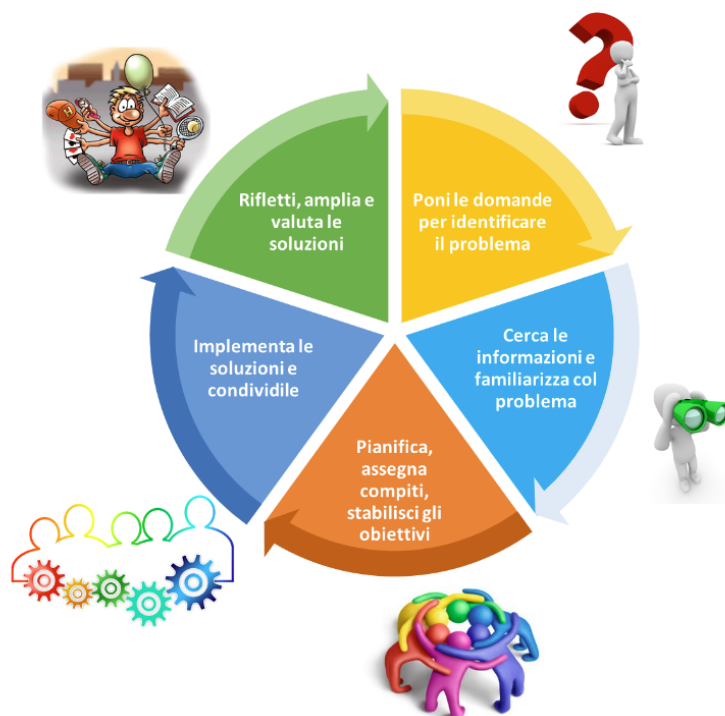 Poni le domande
per identificare
il problema
Cerca le
informazioni e
familiarizza col
problema
Pianifica,
assegna
compiti,
stabilisci gli
obiettivi
Implementa le
soluzioni e
condividile
Rifletti, amplia e
valuta le
soluzioni